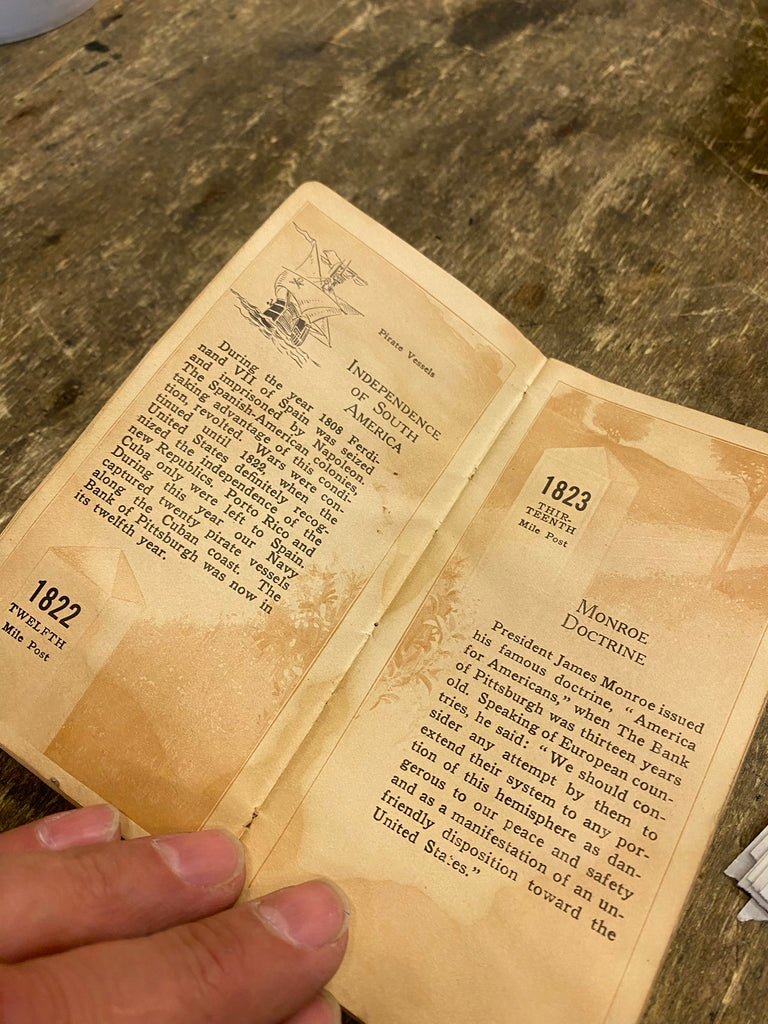 Pirate Vessels
INDEPENDENCE
OF SOUTH
AMERICA
During the year 1808 Ferdi-
nand VII of Spain was seized
and imprisoned by Napoleon.
The Spanish-American Colonies,
taking advantage of this condi-
tion, revolted. Wars were con-
tinued until 1822, when the
United States definitely recog-
nized the independence of the
new Republics. Porto Rico and
Cuba only were left to Spain.
During this year our Navy
captured twenty pirate vessels
along the Cuban coast. The
Bank of Pittsburgh was now in
its twelfth year.
1822
TWELFTH
Mile Post
1823
THIR-
TEENTH
Mile Post
MONROE
DOCTRINE
President James Monroe issued
his famous doctrine, "America
for Americans," when The Bank
of Pittsburgh was thirteen years
old. Speaking of European coun-
tries, he said: "We should con-
sider any attempt by them to
extend their system to any por-
tion of this hemisphere as dan-
gerous to our peace and safety
and as a manifestation of an un-
friendly disposition toward the
United States."